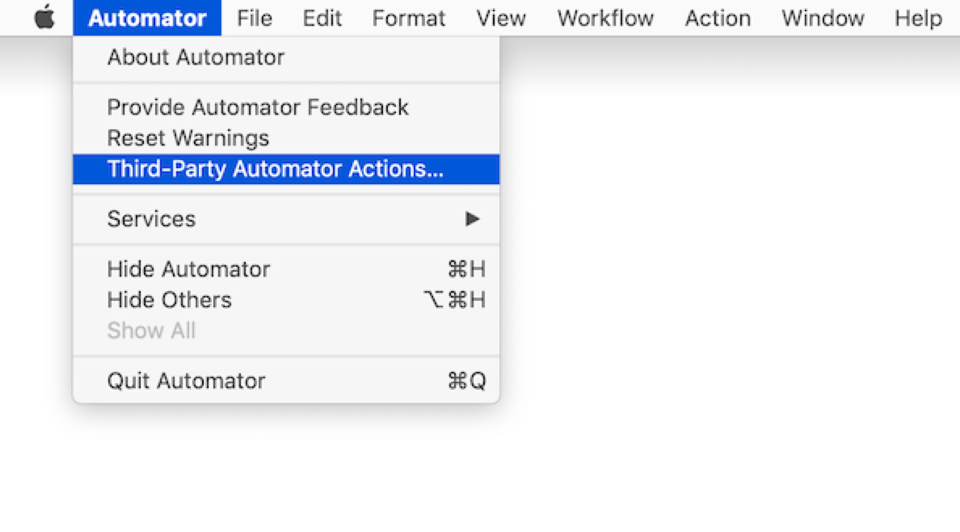 Automator File Edit Format View Workflow Action Window Help
About Automator
Provide Automator Feedback
Reset Warnings
Third-Party Automator Actions...
Services ▶
Hide Automator ⌘H
Hide Others ⌥⌘H
Show All
Quit Automator ⌘Q